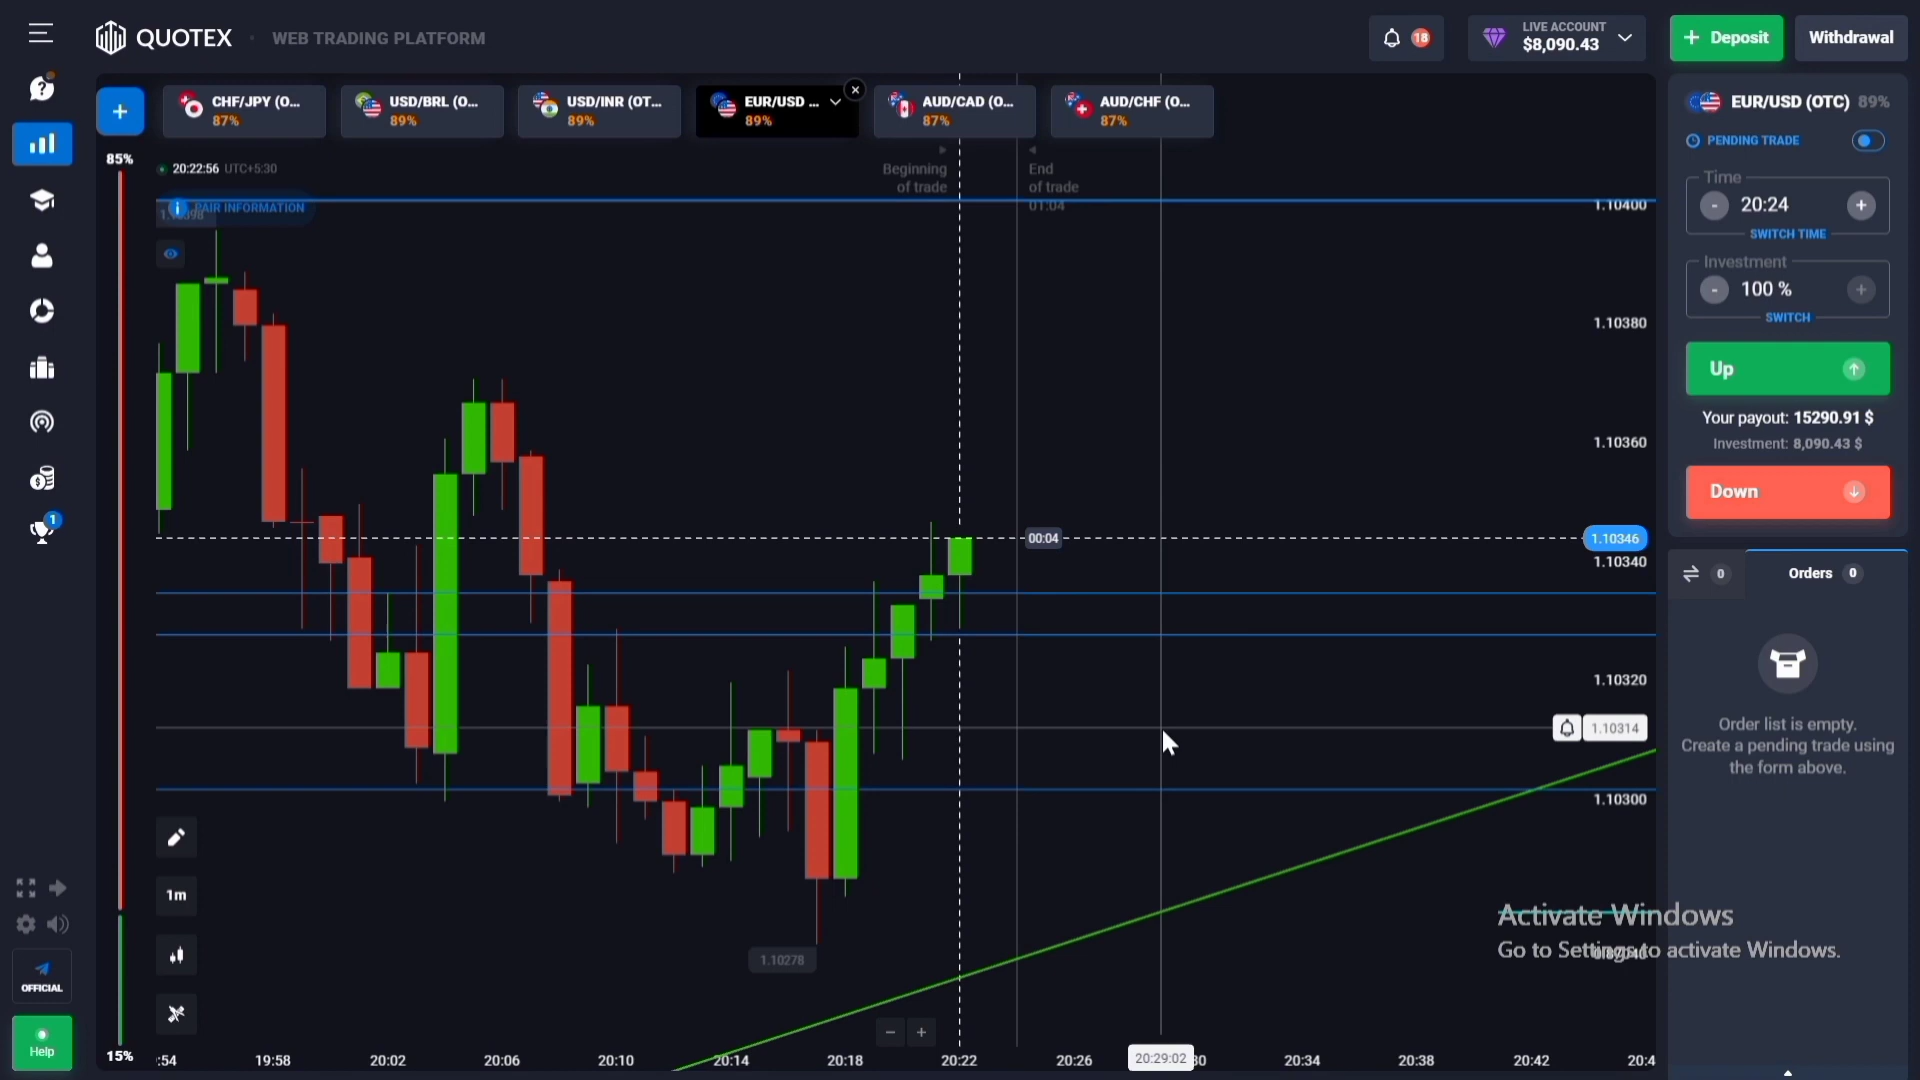 QUOTEX
WEB TRADING PLATFORM
18
LIVE ACCOUNT
$8,090.43
+ Deposit
Withdrawal
+
CHF/JPY (O...
87%
USD/BRL (O...
89%
USD/INR (OT...
89%
EUR/USD ...
89%
AUD/CAD (O...
87%
AUD/CHF (O...
87%
EUR/USD (OTC) 89%
PENDING TRADE
Time
- 20:24 +
SWITCH TIME
Investment
- 100 % +
SWITCH
Up
Your payout: 15290.91 $
Investment: 8,090.43 $
Down
0
Orders 0
Order list is empty.
Create a pending trade using
the form above.
85%
20:22:56 UTC+5:30
PAIR INFORMATION
Beginning
of trade
End
of trade
01:04
1.10400
1.10380
1.10360
00:04
1.10346
1.10340
1.10320
1.10314
1.10300
1.10278
1m
1
Activate Windows
Go to Settings to activate Windows.
OFFICIAL
Help
15%
:54
19:58
20:02
20:06
20:10
20:14
20:18
20:22
20:26
20:29:02
30
20:34
20:38
20:42
20:4